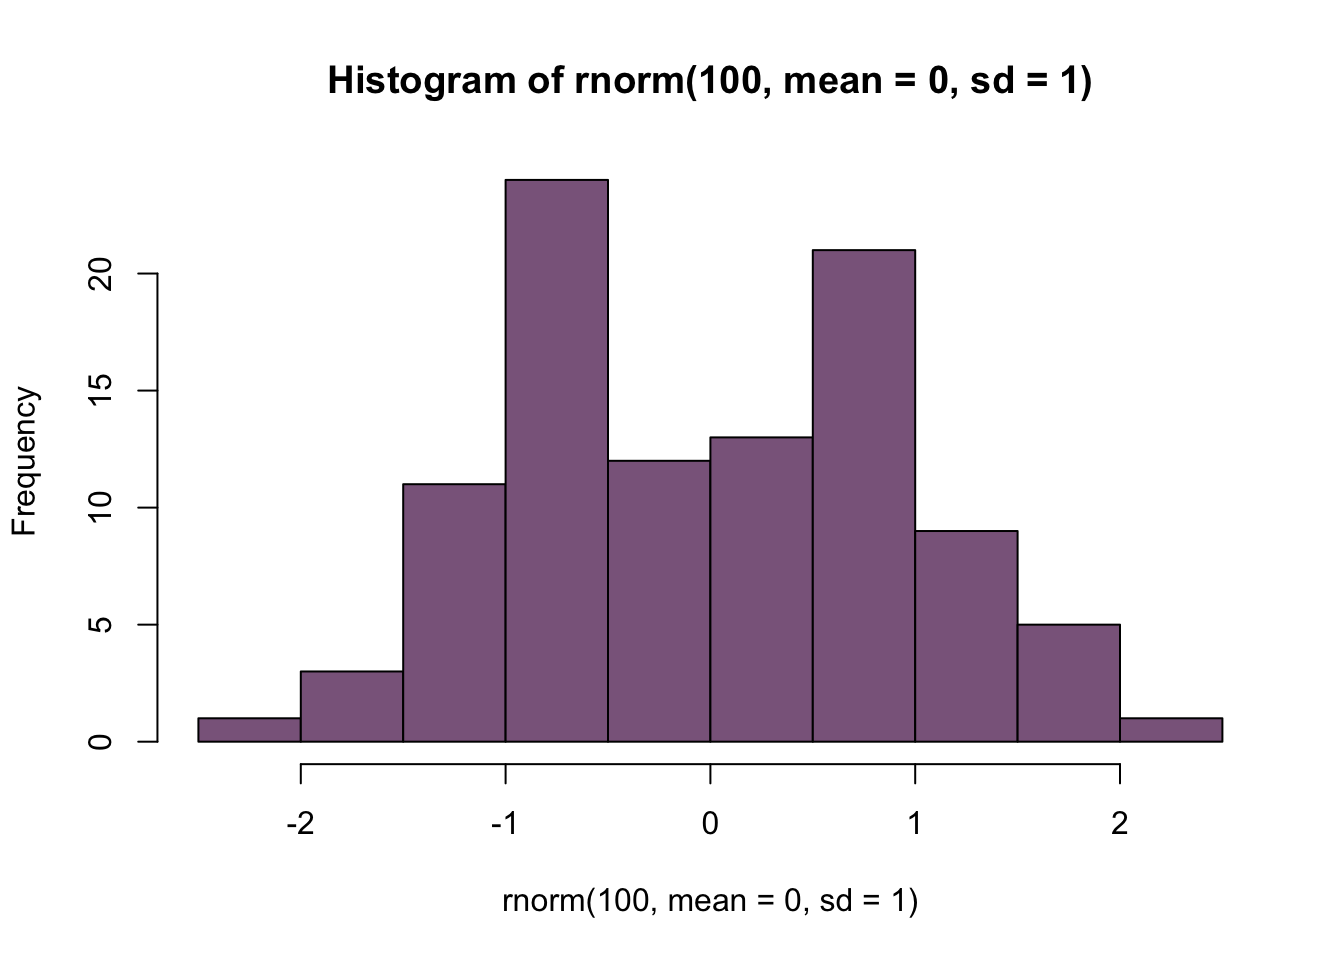 Histogram of rnorm(100, mean = 0, sd = 1)
Frequency
20
15
10
5
0
-2 -1 0 1 2
rnorm(100, mean = 0, sd = 1)